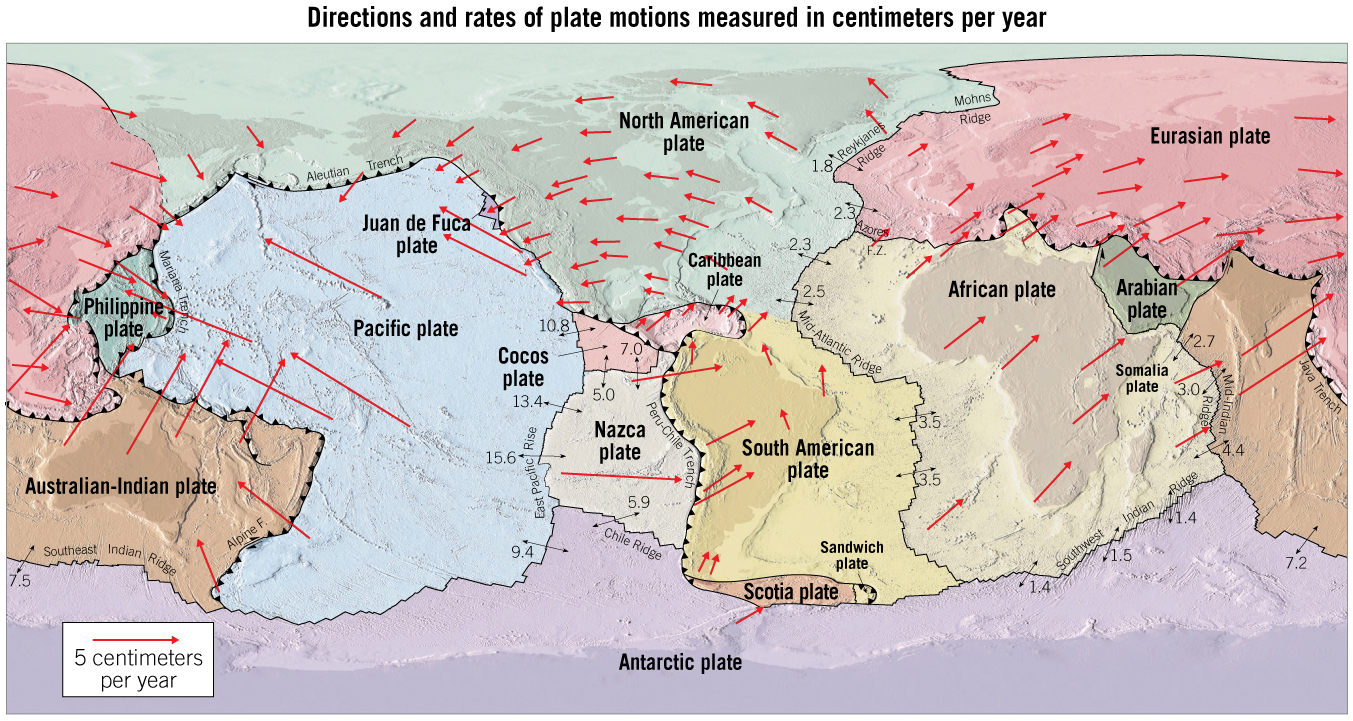 Directions and rates of plate motions measured in centimeters per year
North American
plate
Mohns
Ridge
Eurasian plate
Reykjanes
Ridge
1.8
Aleutian Trench
Juan de Fuca
plate
2.3
Azores
F.Z.
2.3
Caribbean
plate
Mariana Trench
Philippine
plate
Pacific plate
2.5
African plate
Arabian
plate
10.8
7.0
Mid-Atlantic Ridge
Cocos
plate
2.7
Somalia
plate
3.0
Mid-Indian
Ridge
Java Trench
5.0
13.4
Peru-Chile Trench
Nazca
plate
South American
plate
3.5
15.6
East Pacific Rise
4.4
Australian-Indian plate
3.5
5.9
Chile Ridge
Southwest Indian Ridge
1.4
Alpine F.
9.4
Sandwich
plate
1.5
Southeast Indian Ridge
7.5
7.2
1.4
Scotia plate
5 centimeters
per year
Antarctic plate